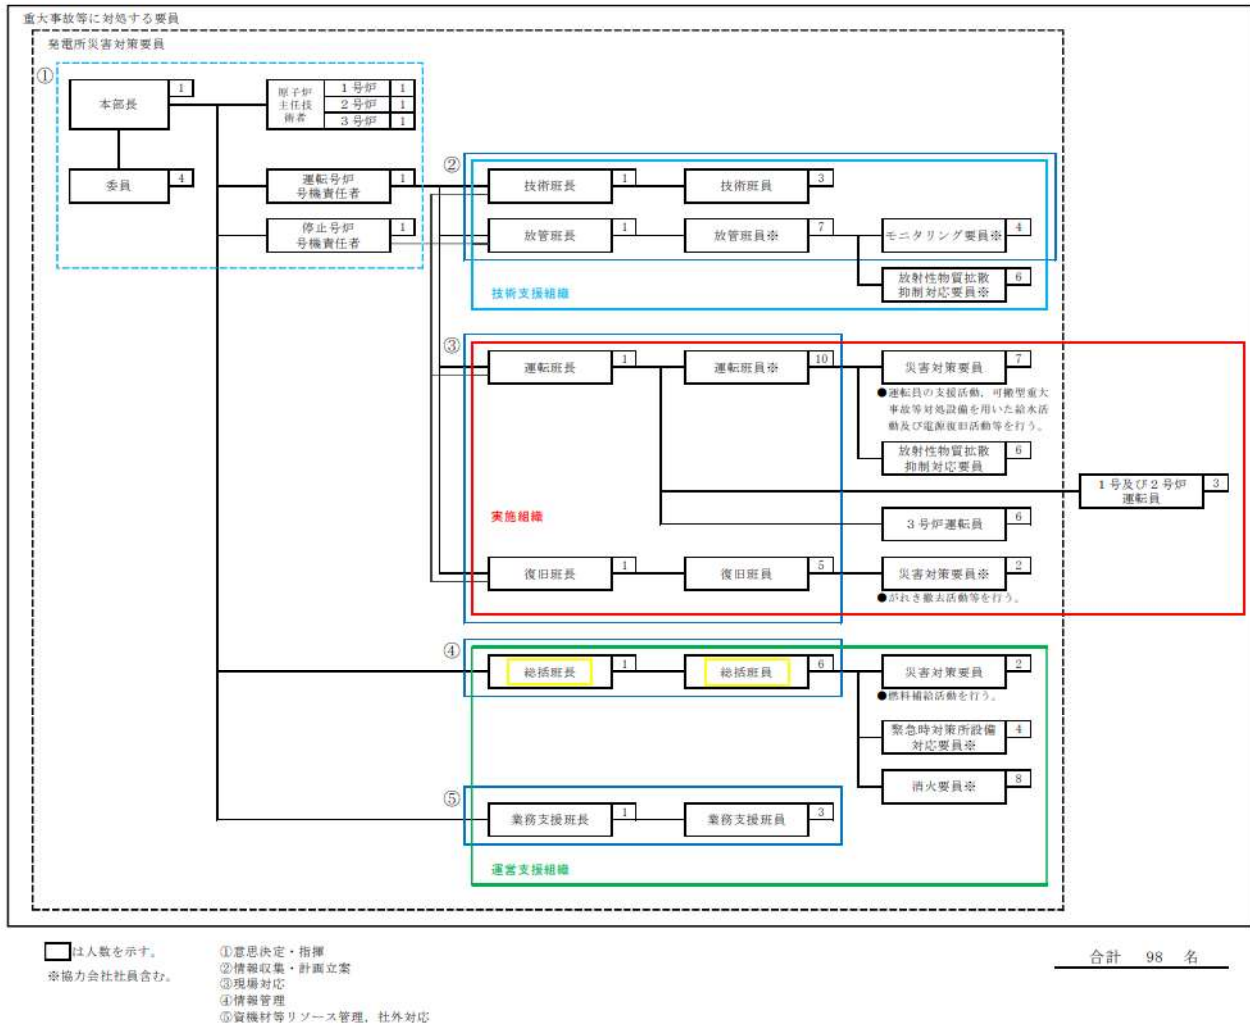 重大事故等に対処する要員
発電所災害対策要員
①
本部長
1
原子炉
主任技
術者
1号炉
1
2号炉
1
3号炉
1
委員
4
運転号炉
号機責任者
1
停止号炉
号機責任者
1
②
技術班長
1
技術班員
3
放管班長
1
放管班員※
7
モニタリング要員※
4
放射性物質拡散
抑制対応要員※
6
技術支援組織
③
運転班長
1
運転班員※
10
災害対策要員
7
●運転員の支援活動，可搬型重大
事故等対処設備を用いた給水活
動及び電源復旧活動等を行う。
放射性物質拡散
抑制対応要員
6
1号及び2号炉
運転員
3
実施組織
3号炉運転員
6
復旧班長
1
復旧班員
5
災害対策要員※
2
●がれき撤去活動等を行う。
④
総括班長
1
総括班員
6
災害対策要員
2
●燃料補給活動を行う。
緊急時対策所設備
対応要員※
4
消火要員※
8
⑤
業務支援班長
1
業務支援班員
3
運営支援組織
は人数を示す。
※協力会社社員含む。
①意思決定・指揮
②情報収集・計画立案
③現場対応
④情報管理
⑤資機材等リソース管理，社外対応
合計 98 名